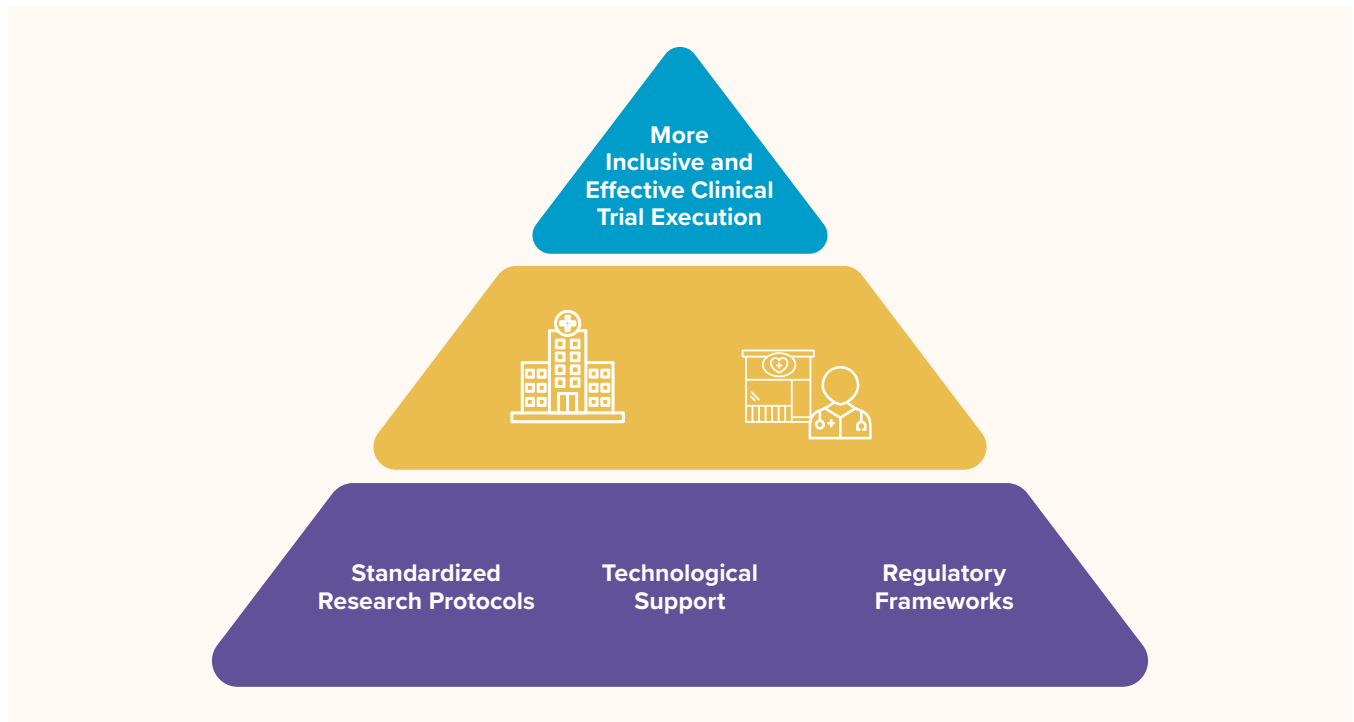 More
Inclusive and
Effective Clinical
Trial Execution
Standardized
Research Protocols
Technological
Support
Regulatory
Frameworks